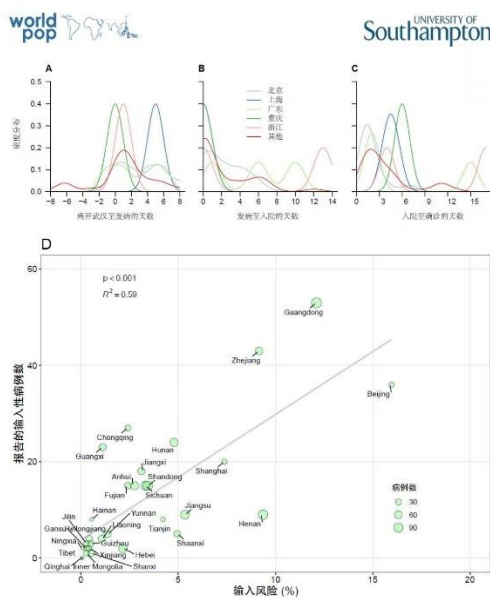 world
pop
UNIVERSITY OF
Southampton
A
B
C
密度分布
0.5
0.4
0.3
0.2
0.1
0.0
北京
上海
广东
重庆
浙江
其他
-8 -6 -4 -2 0 2 4 6 8
0 2 4 6 8 10 12 14
0 3 6 9 12 15
离开武汉至发病的天数
发病至入院的天数
入院至确诊的天数
D
p < 0.001
R² = 0.59
报告的输入性病例数
60
40
20
0
Guangdong
Zhejiang
Beijing
Chongqing
Guangxi
Hunan
Jiangxi
Shanghai
Anhui
Shandong
Fujian
Sichuan
Hainan
Yunnan
Jiangsu
Jilin
Liaoning
Tianjin
Henan
Gansu
Heilongjiang
Ningxia
Guizhou
Shaanxi
Tibet
Xinjiang
Hebei
Qinghai
Inner Mongolia
Shanxi
病例数
30
60
90
0 5 10 15 20
输入风险 (%)